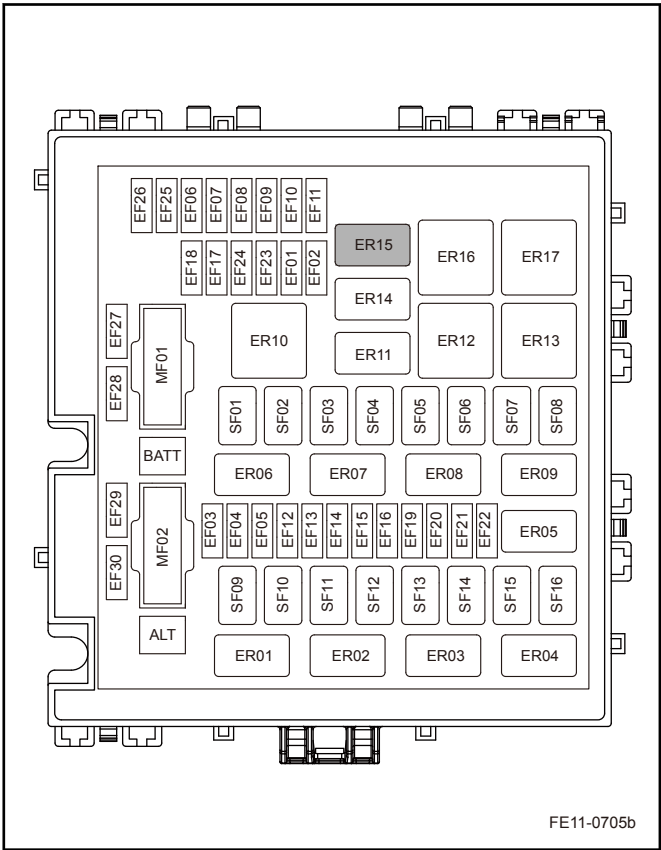 EF26 EF25 EF06 EF07 EF08 EF09 EF10 EF11
ER15 ER16 ER17
EF18 EF17 EF24 EF23 EF01 EF02
ER14
EF27 MF01 ER10 ER11 ER12 ER13
EF28
SF01 SF02 SF03 SF04 SF05 SF06 SF07 SF08
BATT
ER06 ER07 ER08 ER09
EF29 MF02 EF03 EF04 EF05 EF12 EF13 EF14 EF15 EF16 EF19 EF20 EF21 EF22 ER05
EF30
SF09 SF10 SF11 SF12 SF13 SF14 SF15 SF16
ALT
ER01 ER02 ER03 ER04
FE11-0705b